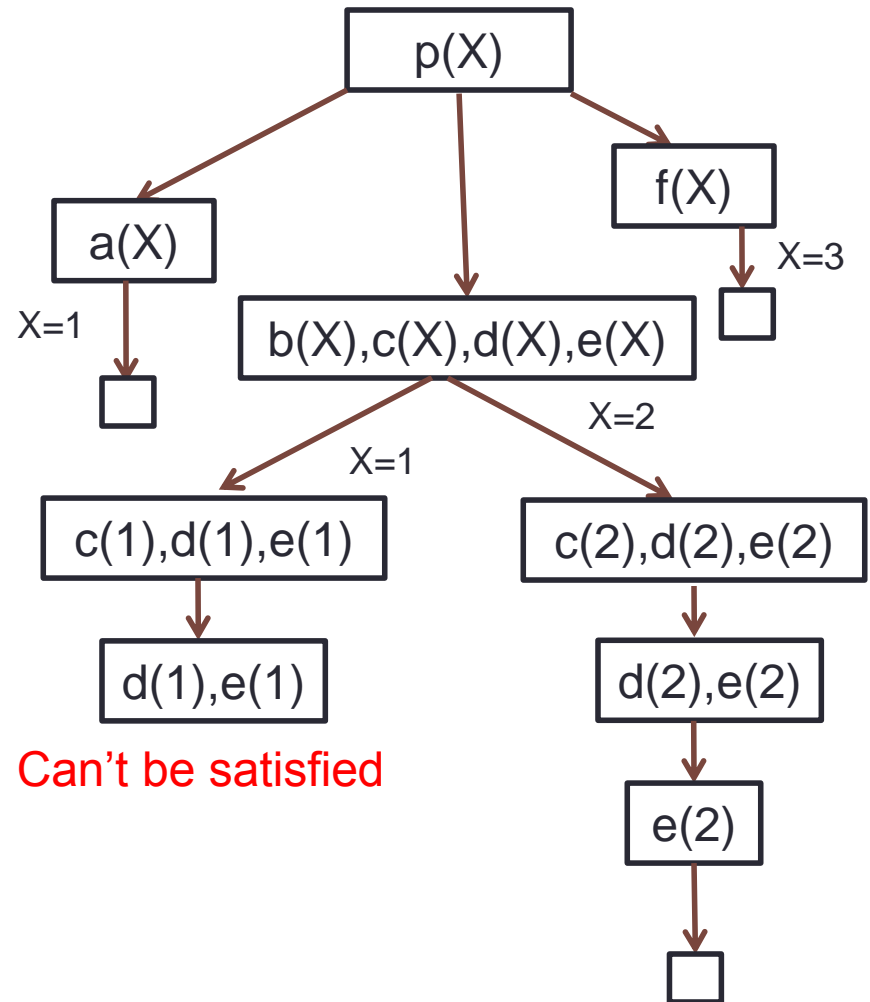 p(X)
f(X)
a(X)
X=3
X=1
b(X),c(X),d(X),e(X)
X=2
X=1
c(1),d(1),e(1)
c(2),d(2),e(2)
d(1),e(1)
d(2),e(2)
Can’t be satisfied
e(2)